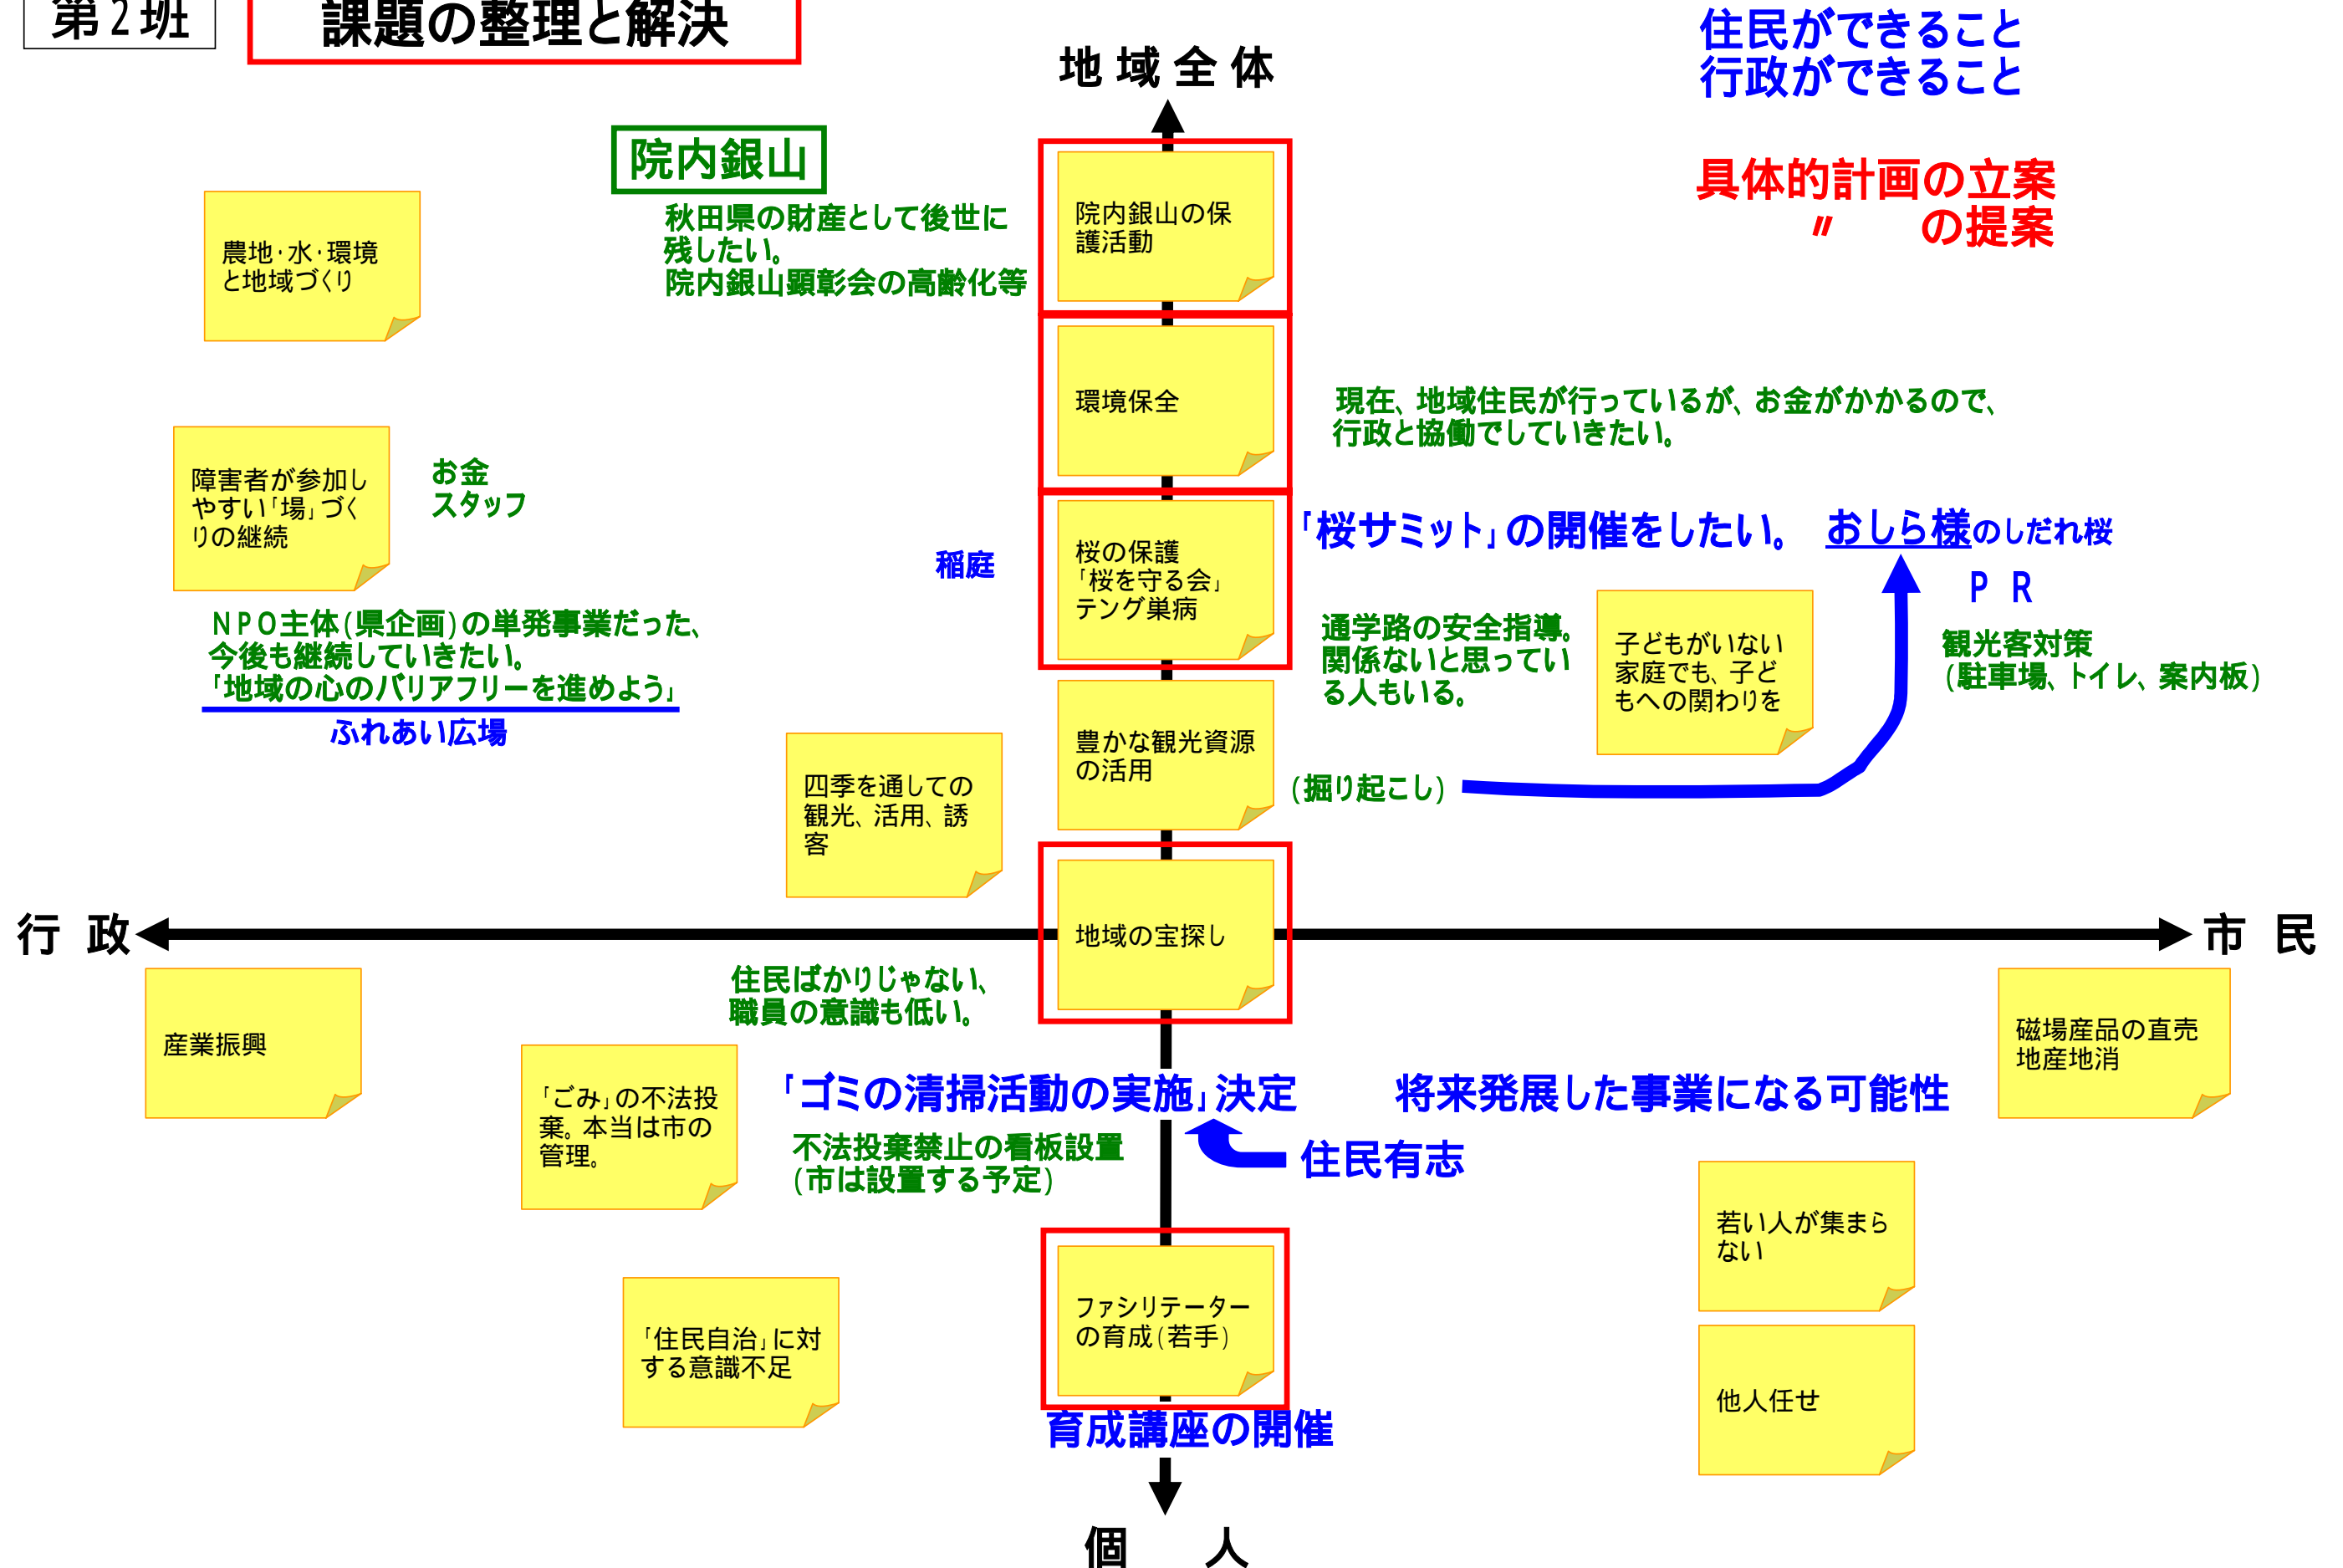 第2班
課題の整理と解決
住民ができること
行政ができること
地域全体
具体的計画の立案
〃 の提案
院内銀山
秋田県の財産として後世に
残したい。
院内銀山顕彰会の高齢化等
院内銀山の保
護活動
農地・水・環境
と地域づくり
環境保全
現在、地域住民が行っているが、お金がかかるので、
行政と協働でしていきたい。
障害者が参加し
やすい「場」づく
りの継続
お金
スタッフ
稲庭
桜の保護
「桜を守る会」
テング巣病
「桜サミット」の開催をしたい。
おしら様のしだれ桜
PR
観光客対策
(駐車場、トイレ、案内板)
NPO主体(県企画)の単発事業だった、
今後も継続していきたい。
「地域の心のバリアフリーを進めよう」
ふれあい広場
通学路の安全指導。
関係ないと思ってい
る人もいる。
子どもがいない
家庭でも、子ど
もへの関わりを
豊かな観光資源
の活用
(掘り起こし)
四季を通しての
観光、活用、誘
客
行政
地域の宝探し
市民
産業振興
住民ばかりじゃない、
職員の意識も低い。
磁場産品の直売
地産地消
「ごみ」の不法投
棄。本当は市の
管理。
「ゴミの清掃活動の実施」決定
将来発展した事業になる可能性
不法投棄禁止の看板設置
(市は設置する予定)
住民有志
若い人が集まら
ない
「住民自治」に対
する意識不足
ファシリテーター
の育成(若手)
他人任せ
育成講座の開催
個人